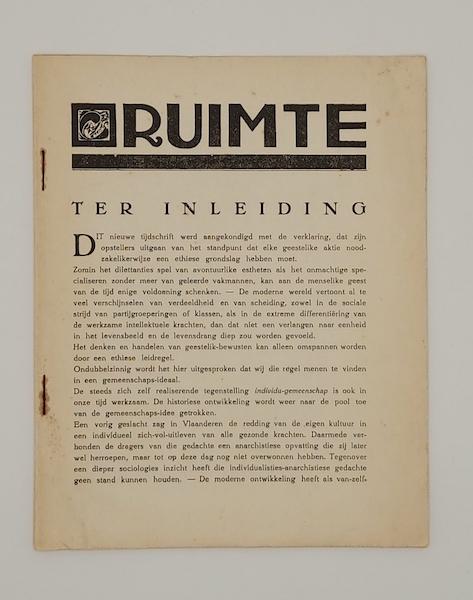 RUIMTE
TER INLEIDING
DIT nieuwe tijdschrift werd aangekondigd met de verklaring, dat zijn
opstellers uitgaan van het standpunt dat elke geestelike aktie nood-
zakelikerwijze een ethiese grondslag hebben moet.
Zomin het dilettanties spel van avontuurlike estheten als het onmachtige spe-
cialiseren zonder meer van geleerde vakmannen, kan aan de menselike geest
van de tijd enige voldoening schenken. — De moderne wereld vertoont al te
veel verschijnselen van verdeeldheid en van scheiding, zowel in de sociale
strijd van partijgroeperingen of klassen, als in de extreme differentiëring van
de werkzame intellektuele krachten, dan dat niet een verlangen naar eenheid
in het levensbeeld en de levensdrang diep zou worden gevoeld.
Het denken en handelen van geestelik-bewusten kan alleen omspannen worden
door een ethiese leidregel.
Ondubbelzinnig wordt het hier uitgesproken dat wij die regel menen te vinden
in een gemeenschaps-ideaal.
De steeds zich zelf realiserende tegenstelling individu-gemeenschap is ook in
onze tijd werkzaam. De historiese ontwikkeling wordt weer naar de pool toe
van de gemeenschaps-idee getrokken.
Een vorig geslacht zag in Vlaanderen de redding van de eigen kultuur in
een individueel zich-vol-uitleven van alle gezonde krachten. Daarmede ver-
bonden de dragers van die gedachte een anarchistiese opvatting die zij later
wel herroepen, maar tot op deze dag nog niet overwonnen hebben. Tegenover
een dieper sociologies inzicht heeft die individualisties-anarchistiese gedachte
geen stand kunnen houden. — De moderne ontwikkeling heeft als van-zelf-